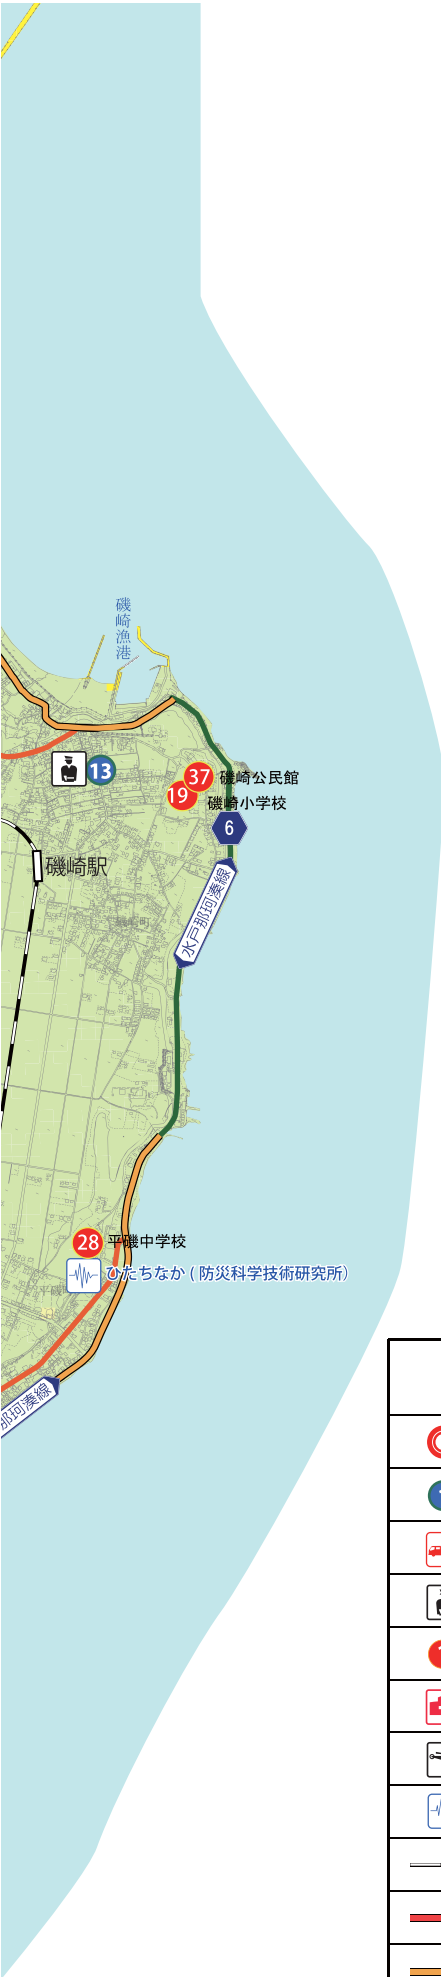 磯崎漁港
13
37
磯崎公民館
19
磯崎小学校
6
磯崎駅
水戸那珂湊線
28
平磯中学校
ひたちなか ( 防災科学技術研究所）
那珂湊線